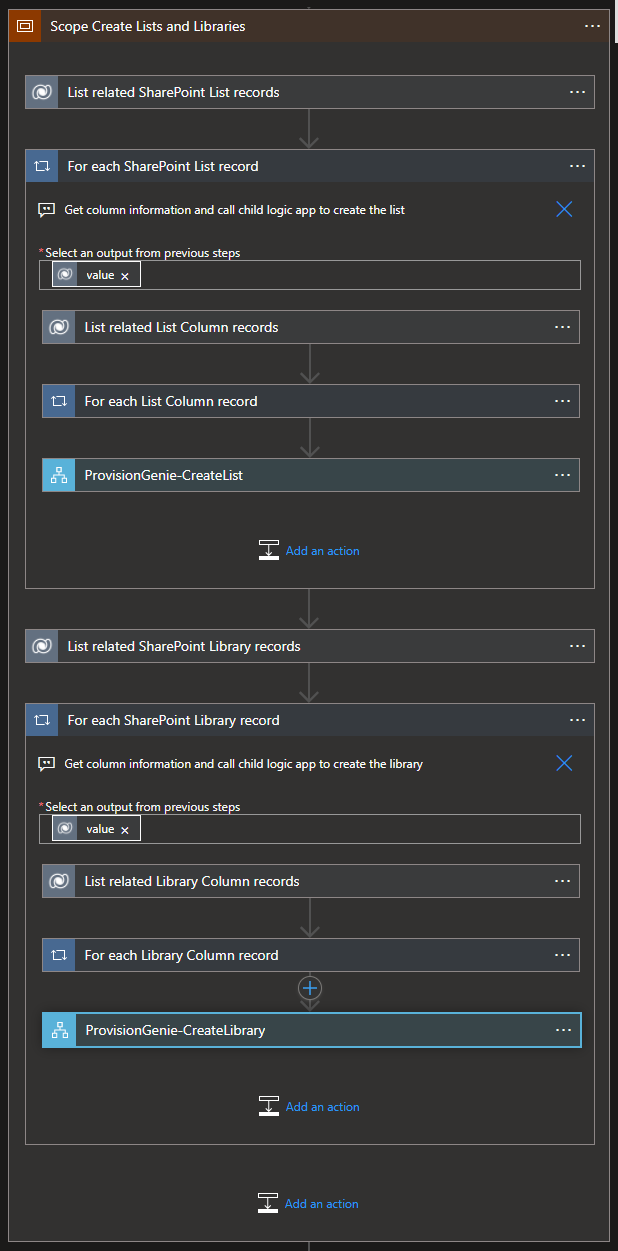 Scope Create Lists and Libraries
List related SharePoint List records
For each SharePoint List record
Get column information and call child logic app to create the list
*Select an output from previous steps
value
List related List Column records
For each List Column record
ProvisionGenie-CreateList
Add an action
List related SharePoint Library records
For each SharePoint Library record
Get column information and call child logic app to create the library
*Select an output from previous steps
value
List related Library Column records
For each Library Column record
ProvisionGenie-CreateLibrary
Add an action
Add an action